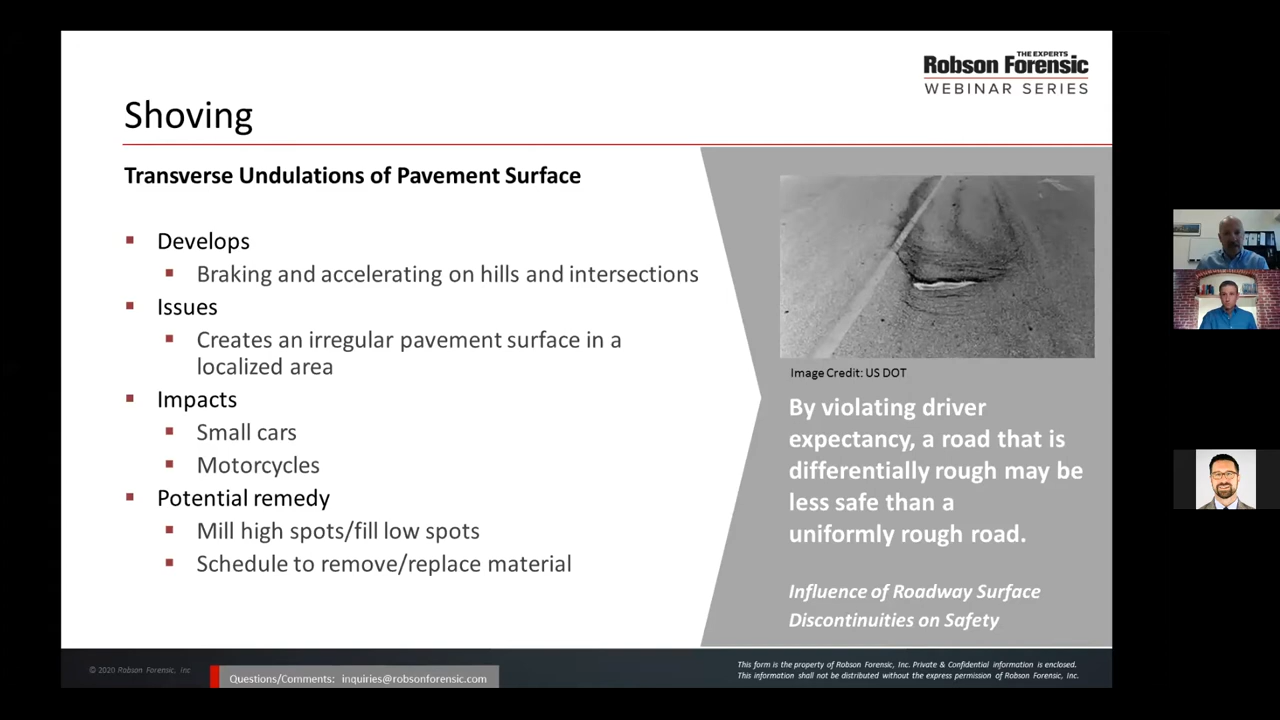 THE EXPERTS
Robson Forensic
WEBINAR SERIES
Shoving
Transverse Undulations of Pavement Surface
Develops
Braking and accelerating on hills and intersections
Issues
Creates an irregular pavement surface in a
localized area
Impacts
Small cars
Motorcycles
Potential remedy
Mill high spots/fill low spots
Schedule to remove/replace material
Image Credit: US DOT
By violating driver
expectancy, a road that is
differentially rough may be
less safe than a
uniformly rough road.
Influence of Roadway Surface
Discontinuities on Safety
© 2020 Robson Forensic, Inc
Questions/Comments: inquiries@robsonforensic.com
This form is the property of Robson Forensic, Inc. Private & Confidential information is enclosed.
This information shall not be distributed without the express permission of Robson Forensic, Inc.